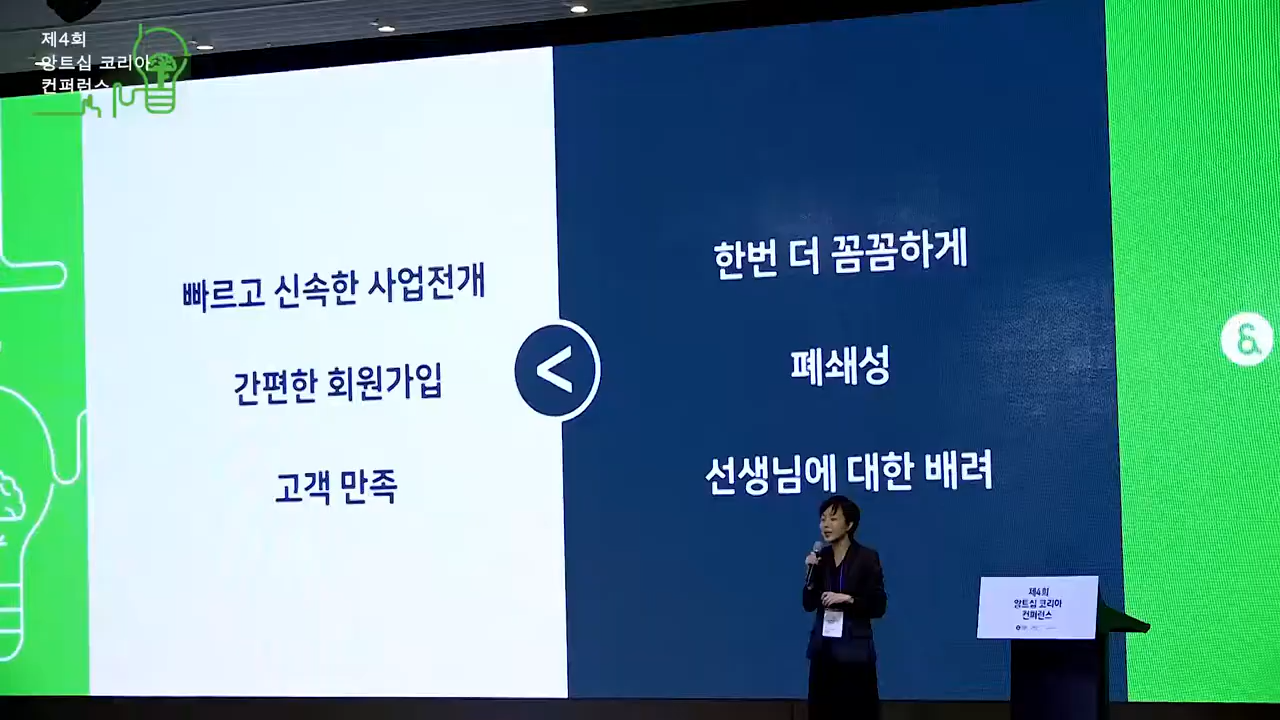 제4회
앙트십 코리아
컨퍼런스
빠르고 신속한 사업전개
간편한 회원가입
고객 만족
<
한번 더 꼼꼼하게
폐쇄성
선생님에 대한 배려
&
제4회
앙트십 코리아
컨퍼런스